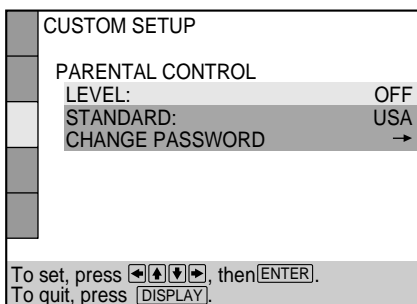 CUSTOM SETUP
PARENTAL CONTROL
LEVEL: OFF
STANDARD: USA
CHANGE PASSWORD →
To set, press ←↑↓→, then ENTER.
To quit, press DISPLAY.